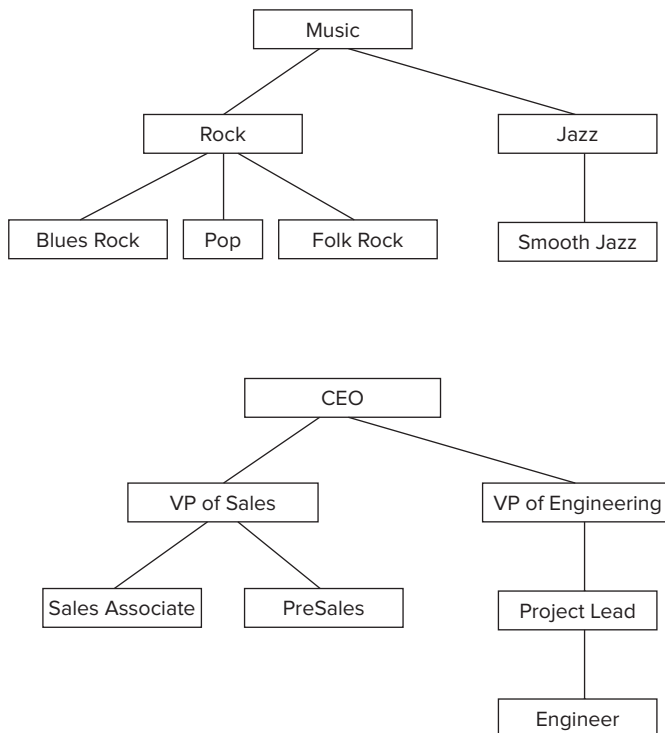 Music
Rock
Jazz
Blues Rock
Pop
Folk Rock
Smooth Jazz
CEO
VP of Sales
VP of Engineering
Sales Associate
PreSales
Project Lead
Engineer